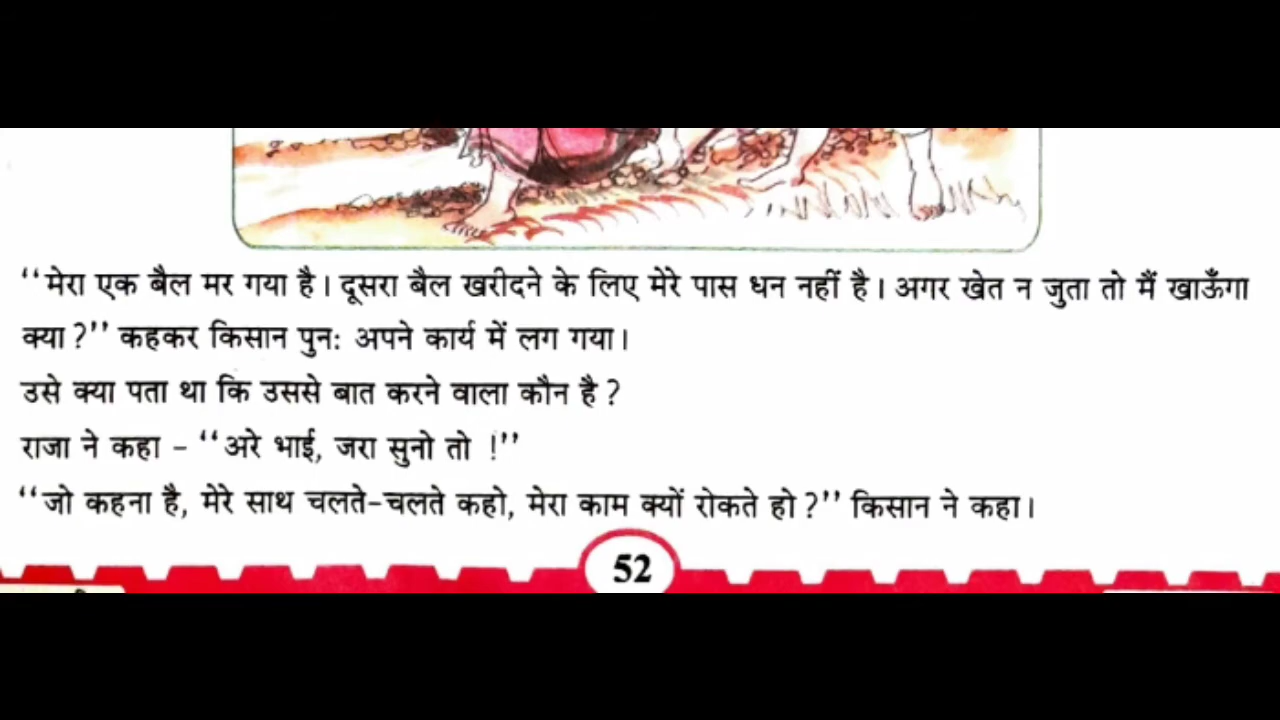 “मेरा एक बैल मर गया है। दूसरा बैल खरीदने के लिए मेरे पास धन नहीं है। अगर खेत न जुता तो मैं खाऊँगा
क्या?” कहकर किसान पुनः अपने कार्य में लग गया।
उसे क्या पता था कि उससे बात करने वाला कौन है?
राजा ने कहा – “अरे भाई, जरा सुनो तो !”
“जो कहना है, मेरे साथ चलते-चलते कहो, मेरा काम क्यों रोकते हो?” किसान ने कहा।
52